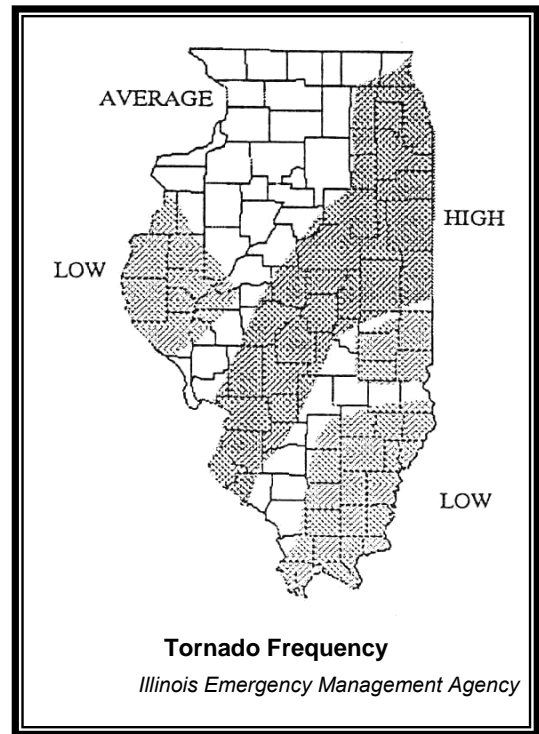 AVERAGE
HIGH
LOW
LOW
Tornado Frequency
Illinois Emergency Management Agency